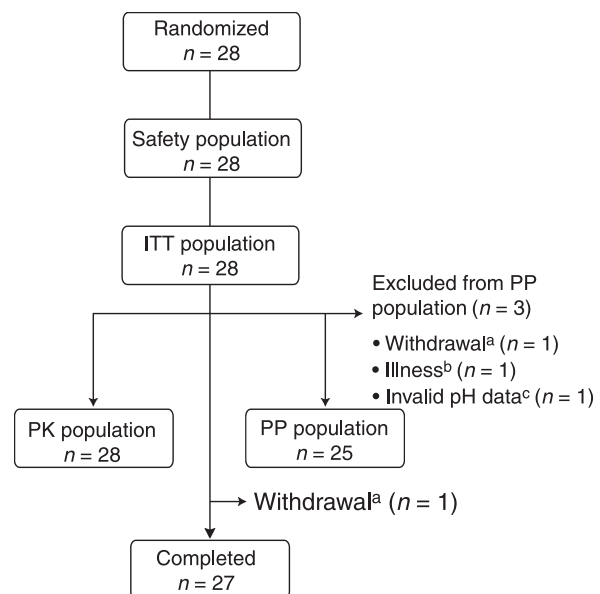 Randomized
n = 28
Safety population
n = 28
ITT population
n = 28
Excluded from PP
population (n = 3)
• Withdrawalᵃ (n = 1)
• Illnessᵇ (n = 1)
• Invalid pH dataᶜ (n = 1)
PK population
n = 28
PP population
n = 25
Withdrawalᵃ (n = 1)
Completed
n = 27